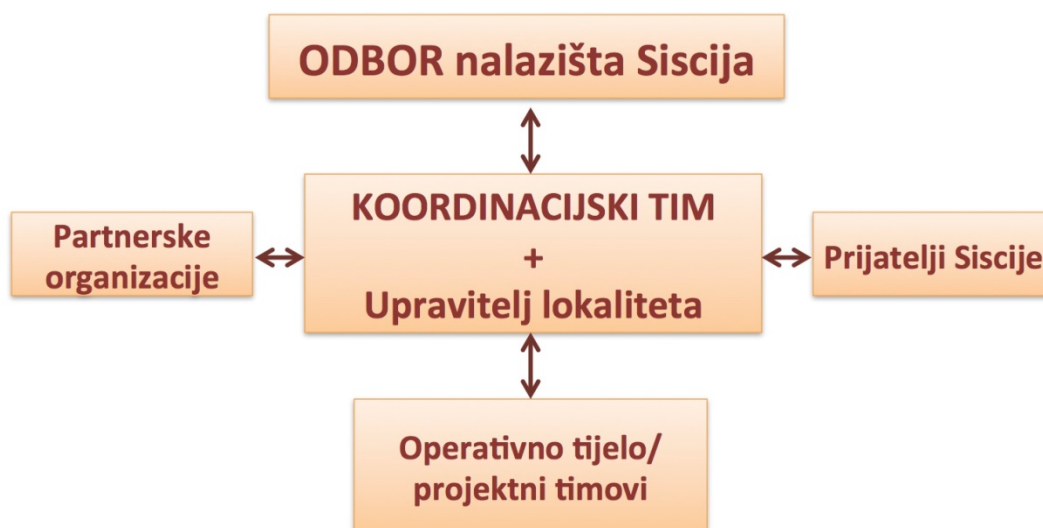 ODBOR nalazišta Siscija
KOORDINACIJSKI TIM
+
Upravitelj lokaliteta
Partnerske
organizacije
Prijatelji Siscije
Operativno tijelo/
projektni timovi